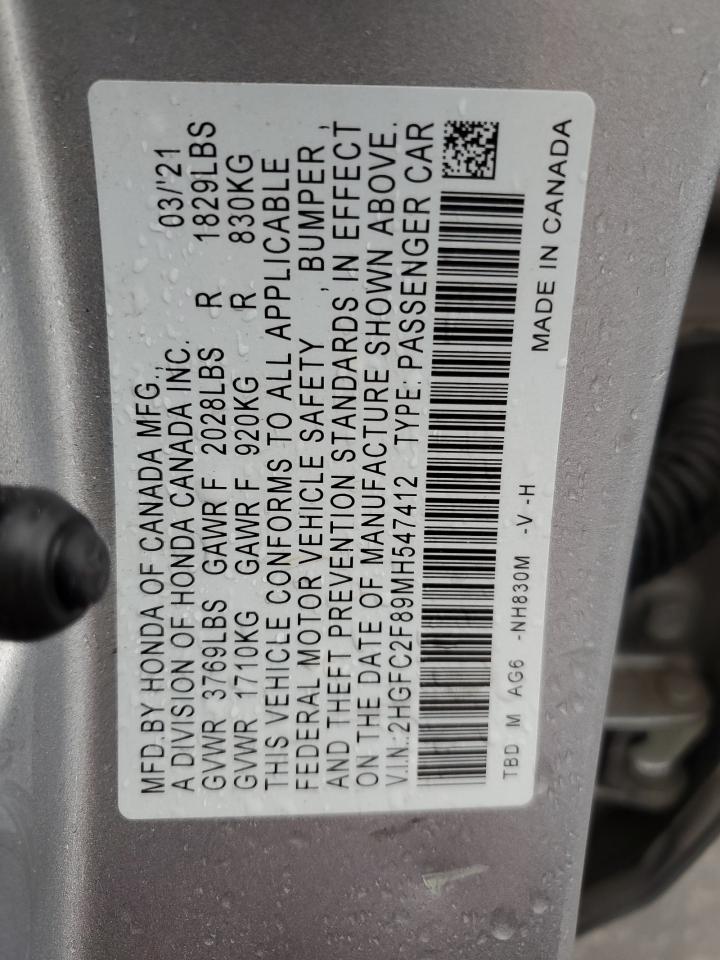 MFD.BY HONDA OF CANADA MFG., 03/'21
A DIVISION OF HONDA CANADA INC.
GVWR 3769LBS GAWR F 2028LBS R 1829LBS
GVWR 1710KG GAWR F 920KG R 830KG
THIS VEHICLE CONFORMS TO ALL APPLICABLE
FEDERAL MOTOR VEHICLE SAFETY , BUMPER ,
AND THEFT PREVENTION STANDARDS IN EFFECT
ON THE DATE OF MANUFACTURE SHOWN ABOVE.
V.I.N.:2HGFC2F89MH547412 TYPE: PASSENGER CAR
TBD M AG6 -NH830M -V -H
MADE IN CANADA